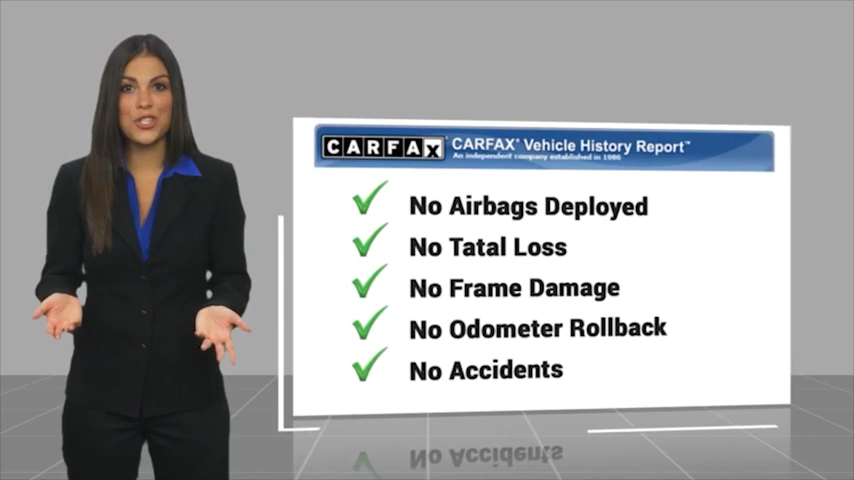 CARFAX
CARFAX® Vehicle History Report™
An independent company established in 1986
No Airbags Deployed
No Tatal Loss
No Frame Damage
No Odometer Rollback
No Accidents
No Accidents